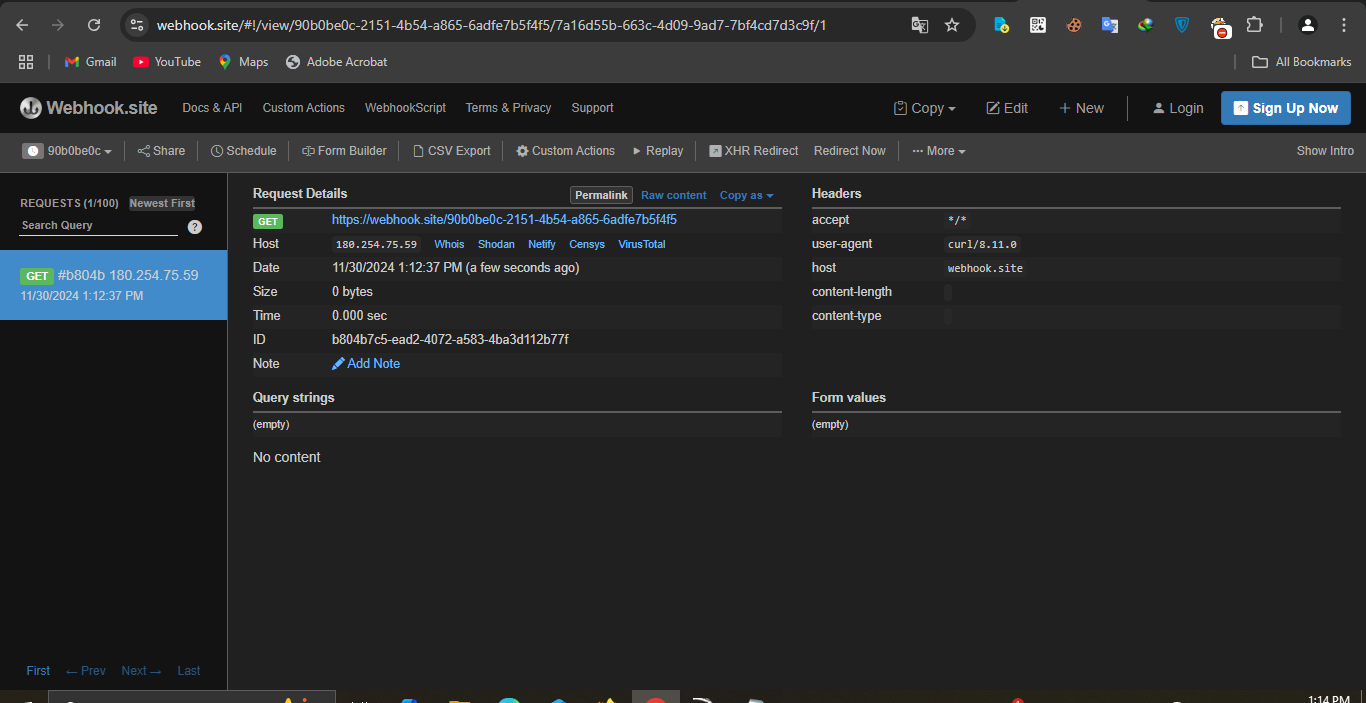 webhook.site/#!/view/90b0be0c-2151-4b54-a865-6adfe7b5f4f5/7a16d55b-663c-4d09-9ad7-7bf4cd7d3c9f/1
Gmail YouTube Maps Adobe Acrobat All Bookmarks
Webhook.site Docs & API Custom Actions WebhookScript Terms & Privacy Support Copy Edit + New Login Sign Up Now
90b0be0c Share Schedule Form Builder CSV Export Custom Actions Replay XHR Redirect Redirect Now ··· More Show Intro
REQUESTS (1/100) Newest First
Search Query ?
GET #b804b 180.254.75.59
11/30/2024 1:12:37 PM
First ← Prev Next → Last
Request Details Permalink Raw content Copy as
GET https://webhook.site/90b0be0c-2151-4b54-a865-6adfe7b5f4f5
Host 180.254.75.59 Whois Shodan Netify Censys VirusTotal
Date 11/30/2024 1:12:37 PM (a few seconds ago)
Size 0 bytes
Time 0.000 sec
ID b804b7c5-ead2-4072-a583-4ba3d112b77f
Note Add Note
Query strings
(empty)
No content
Headers
accept */*
user-agent curl/8.11.0
host webhook.site
content-length
content-type
Form values
(empty)
1:14 PM